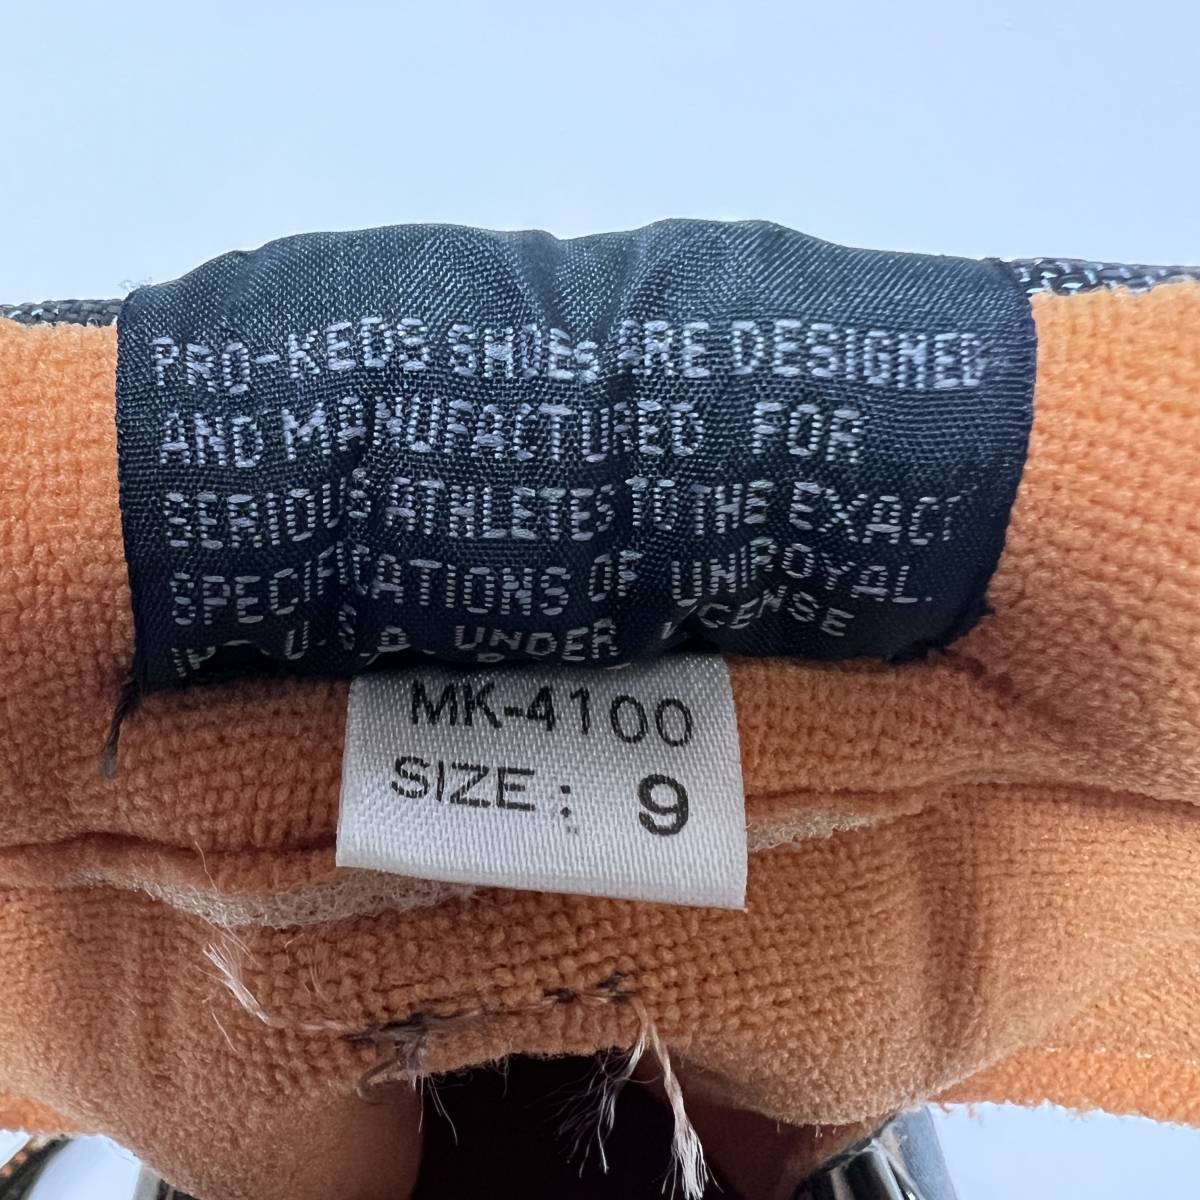 PRO-KEDS SHOES ARE DESIGNED
AND MANUFACTURED FOR
SERIOUS ATHLETES TO THE EXACT
SPECIFICATIONS OF UNIROYAL.
U.S.A. UNDER LICENSE
MK-4100
SIZE: 9